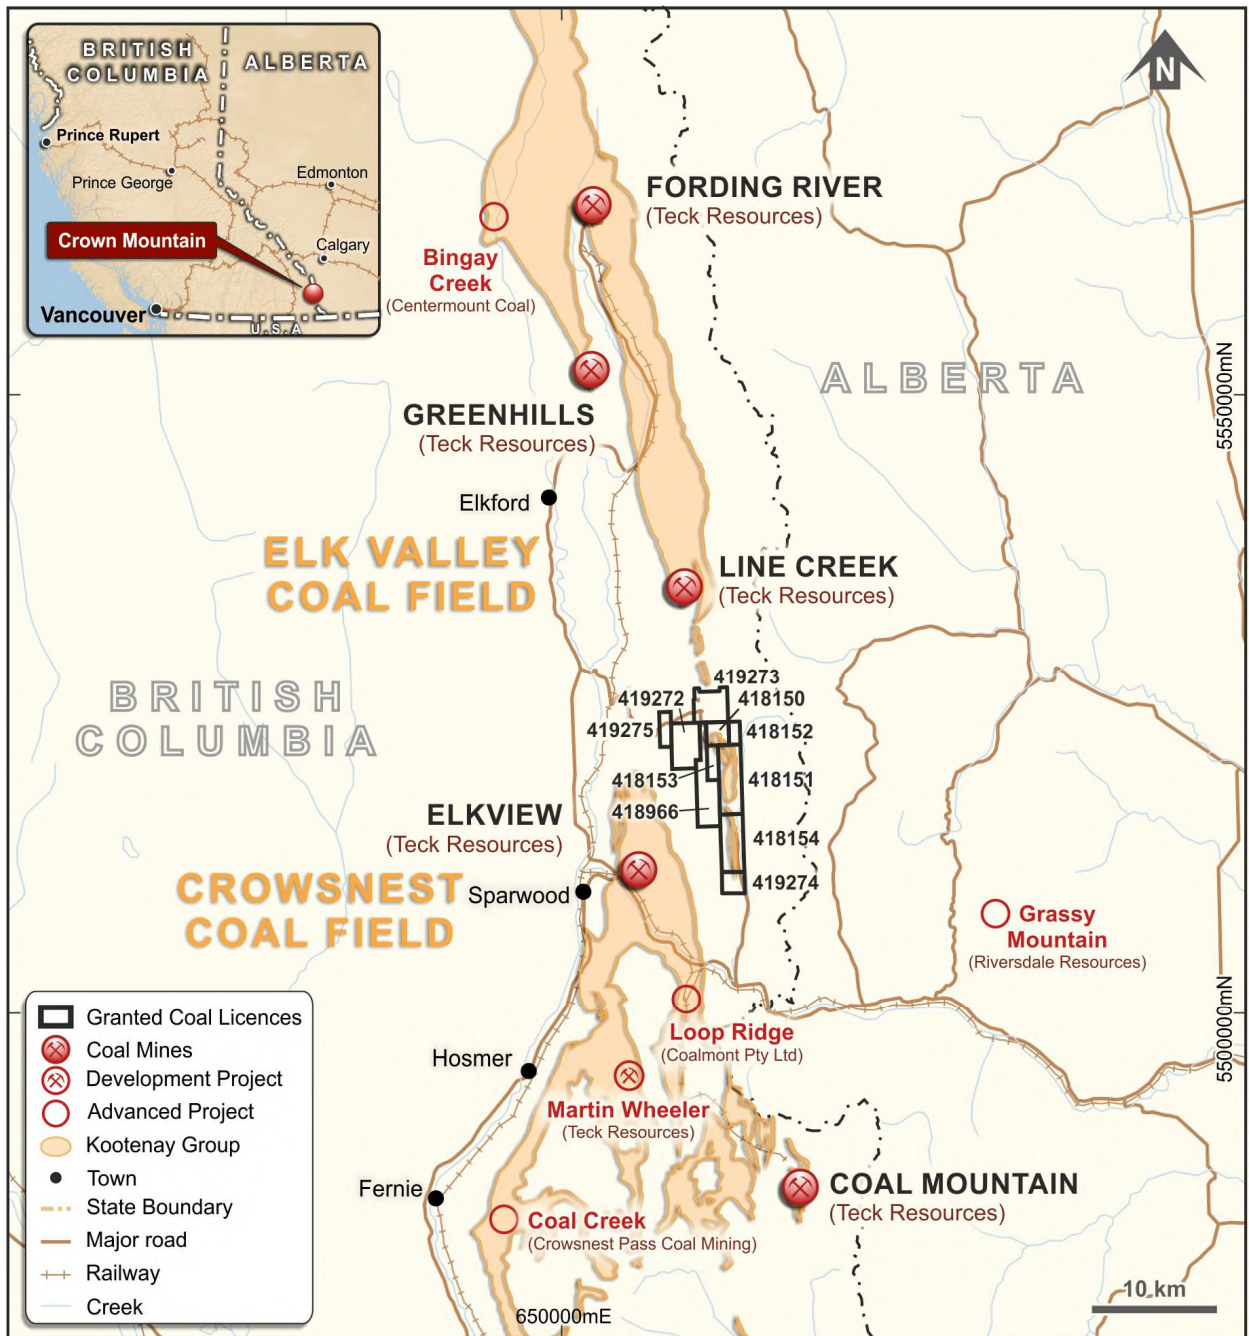 BRITISH
COLUMBIA
ALBERTA
Prince Rupert
Prince George
Edmonton
Crown Mountain
Calgary
Vancouver
U.S.A
N
FORDING RIVER
(Teck Resources)
Bingay
Creek
(Centermount Coal)
ALBERTA
5550000mN
GREENHILLS
(Teck Resources)
Elkford
ELK VALLEY
COAL FIELD
LINE CREEK
(Teck Resources)
BRITISH
COLUMBIA
419273
419272
418150
419275
418152
418153
418151
418966
418154
419274
ELKVIEW
(Teck Resources)
CROWSNEST
COAL FIELD
Sparwood
Grassy
Mountain
(Riversdale Resources)
Loop Ridge
(Coalmont Pty Ltd)
5500000mN
Hosmer
Martin Wheeler
(Teck Resources)
Fernie
COAL MOUNTAIN
(Teck Resources)
Coal Creek
(Crowsnest Pass Coal Mining)
Granted Coal Licences
Coal Mines
Development Project
Advanced Project
Kootenay Group
Town
State Boundary
Major road
Railway
Creek
650000mE
10 km